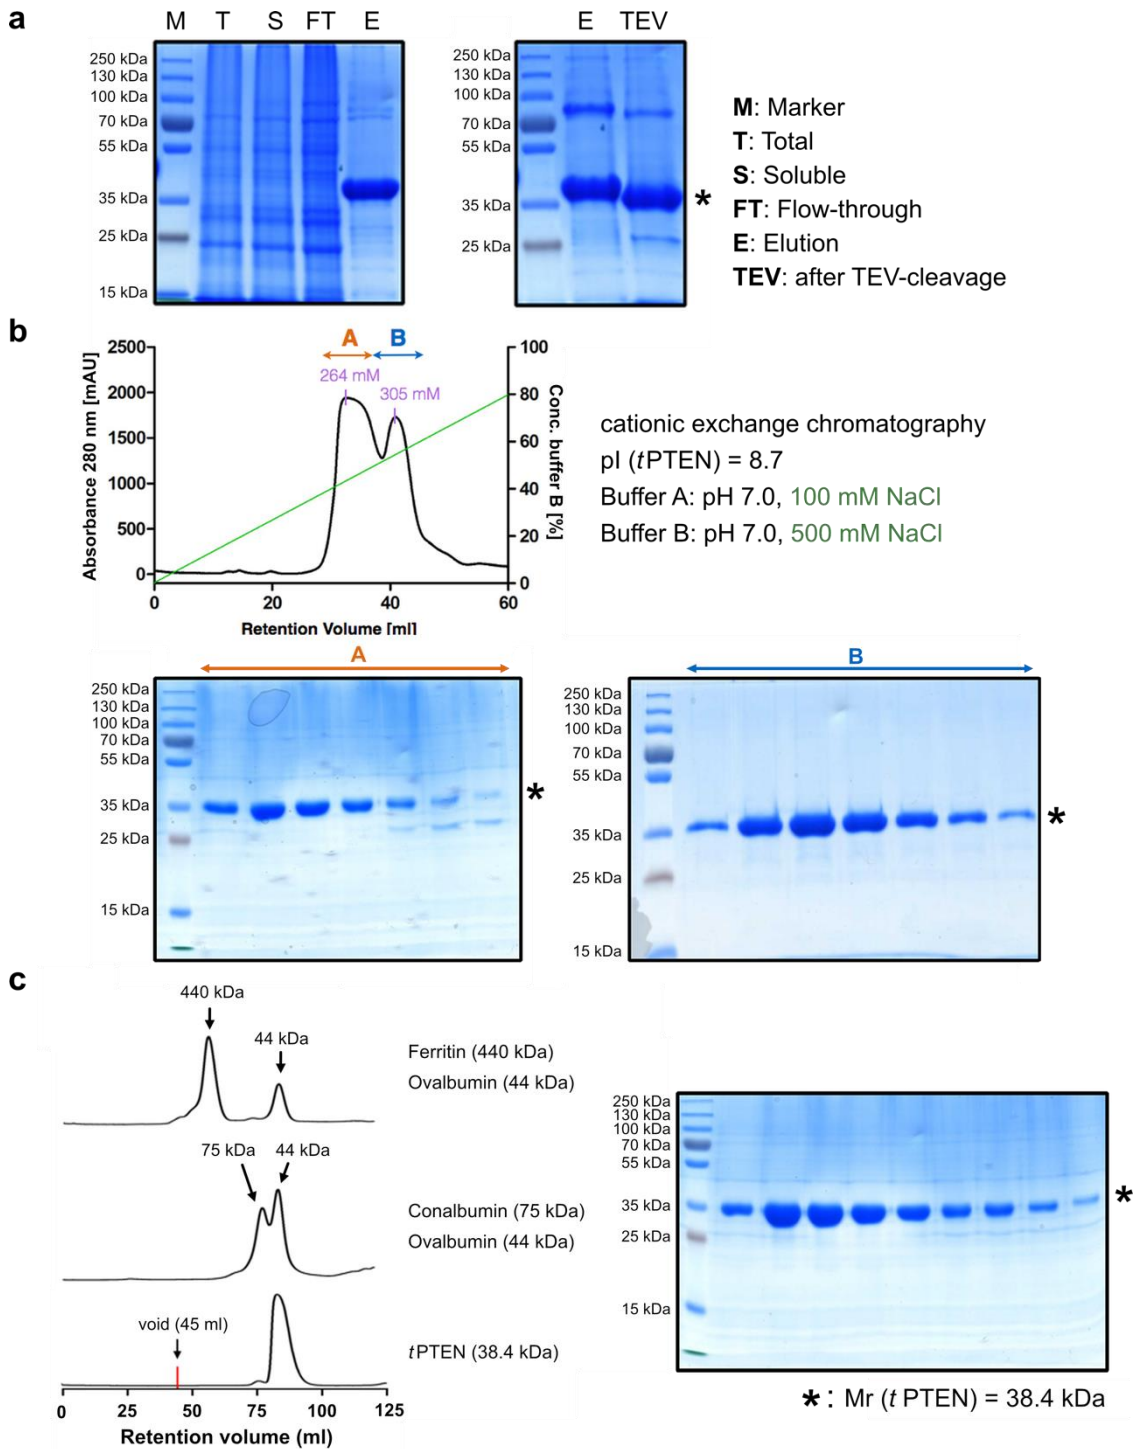 a
M T S FT E
250 kDa
130 kDa
100 kDa
70 kDa
55 kDa
35 kDa
25 kDa
15 kDa
E TEV
250 kDa
130 kDa
100 kDa
70 kDa
55 kDa
35 kDa
25 kDa
*
M: Marker
T: Total
S: Soluble
FT: Flow-through
E: Elution
TEV: after TEV-cleavage
b
A B
264 mM
305 mM
Absorbance 280 nm [mAU]
2500
2000
1500
1000
500
0
100
80
60
40
20
0
Conc. buffer B [%]
0 20 40 60
Retention Volume [ml]
cationic exchange chromatography
pI (tPTEN) = 8.7
Buffer A: pH 7.0, 100 mM NaCl
Buffer B: pH 7.0, 500 mM NaCl
A
250 kDa
130 kDa
100 kDa
70 kDa
55 kDa
35 kDa
25 kDa
15 kDa
*
B
250 kDa
130 kDa
100 kDa
70 kDa
55 kDa
35 kDa
25 kDa
15 kDa
*
c
440 kDa
44 kDa
Ferritin (440 kDa)
Ovalbumin (44 kDa)
75 kDa 44 kDa
Conalbumin (75 kDa)
Ovalbumin (44 kDa)
void (45 ml)
tPTEN (38.4 kDa)
0 25 50 75 100 125
Retention volume (ml)
250 kDa
130 kDa
100 kDa
70 kDa
55 kDa
35 kDa
25 kDa
15 kDa
*
*: Mr (t PTEN) = 38.4 kDa